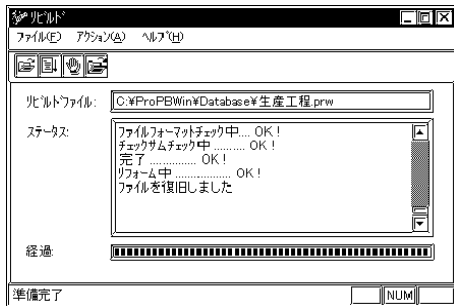 リビルド
ファイル(F) アクション(A) ヘルプ(H)
リビルドファイル: C:¥ProPBWin¥Database¥生産工程.prw
ステータス:
ファイルフォーマットチェック中.... OK !
チェックサムチェック中 .......... OK !
完了 ............... OK !
リフォーム中 .................. OK !
ファイルを復旧しました
経過:
準備完了
NUM